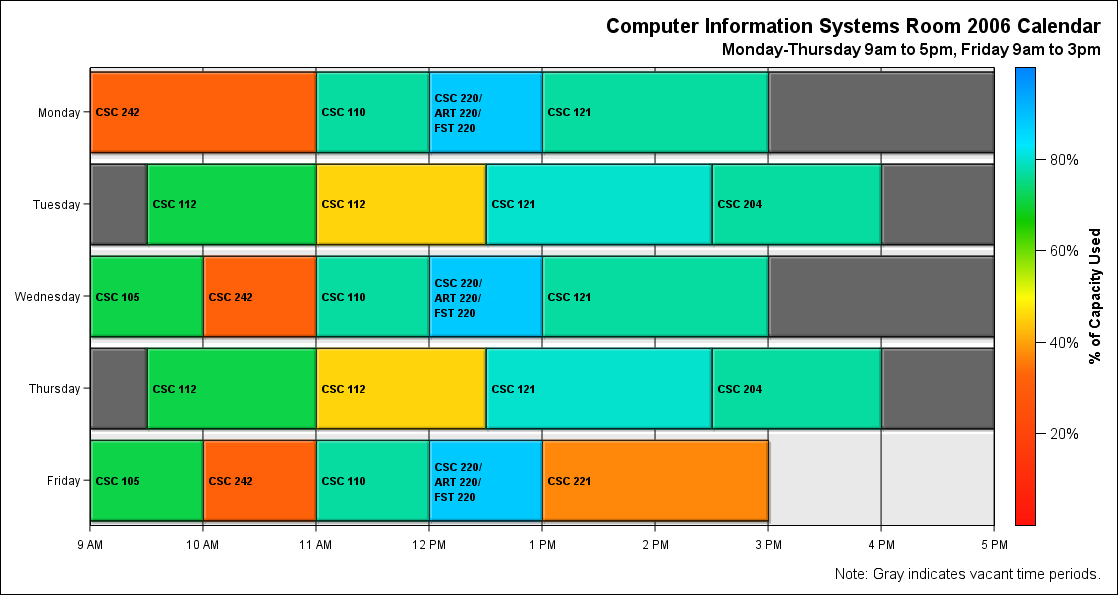 Computer Information Systems Room 2006 Calendar
Monday-Thursday 9am to 5pm, Friday 9am to 3pm
Monday
CSC 242
CSC 110
CSC 220/
ART 220/
FST 220
CSC 121
Tuesday
CSC 112
CSC 112
CSC 121
CSC 204
Wednesday
CSC 105
CSC 242
CSC 110
CSC 220/
ART 220/
FST 220
CSC 121
Thursday
CSC 112
CSC 112
CSC 121
CSC 204
Friday
CSC 105
CSC 242
CSC 110
CSC 220/
ART 220/
FST 220
CSC 221
9 AM
10 AM
11 AM
12 PM
1 PM
2 PM
3 PM
4 PM
5 PM
80%
60%
40%
20%
% of Capacity Used
Note: Gray indicates vacant time periods.